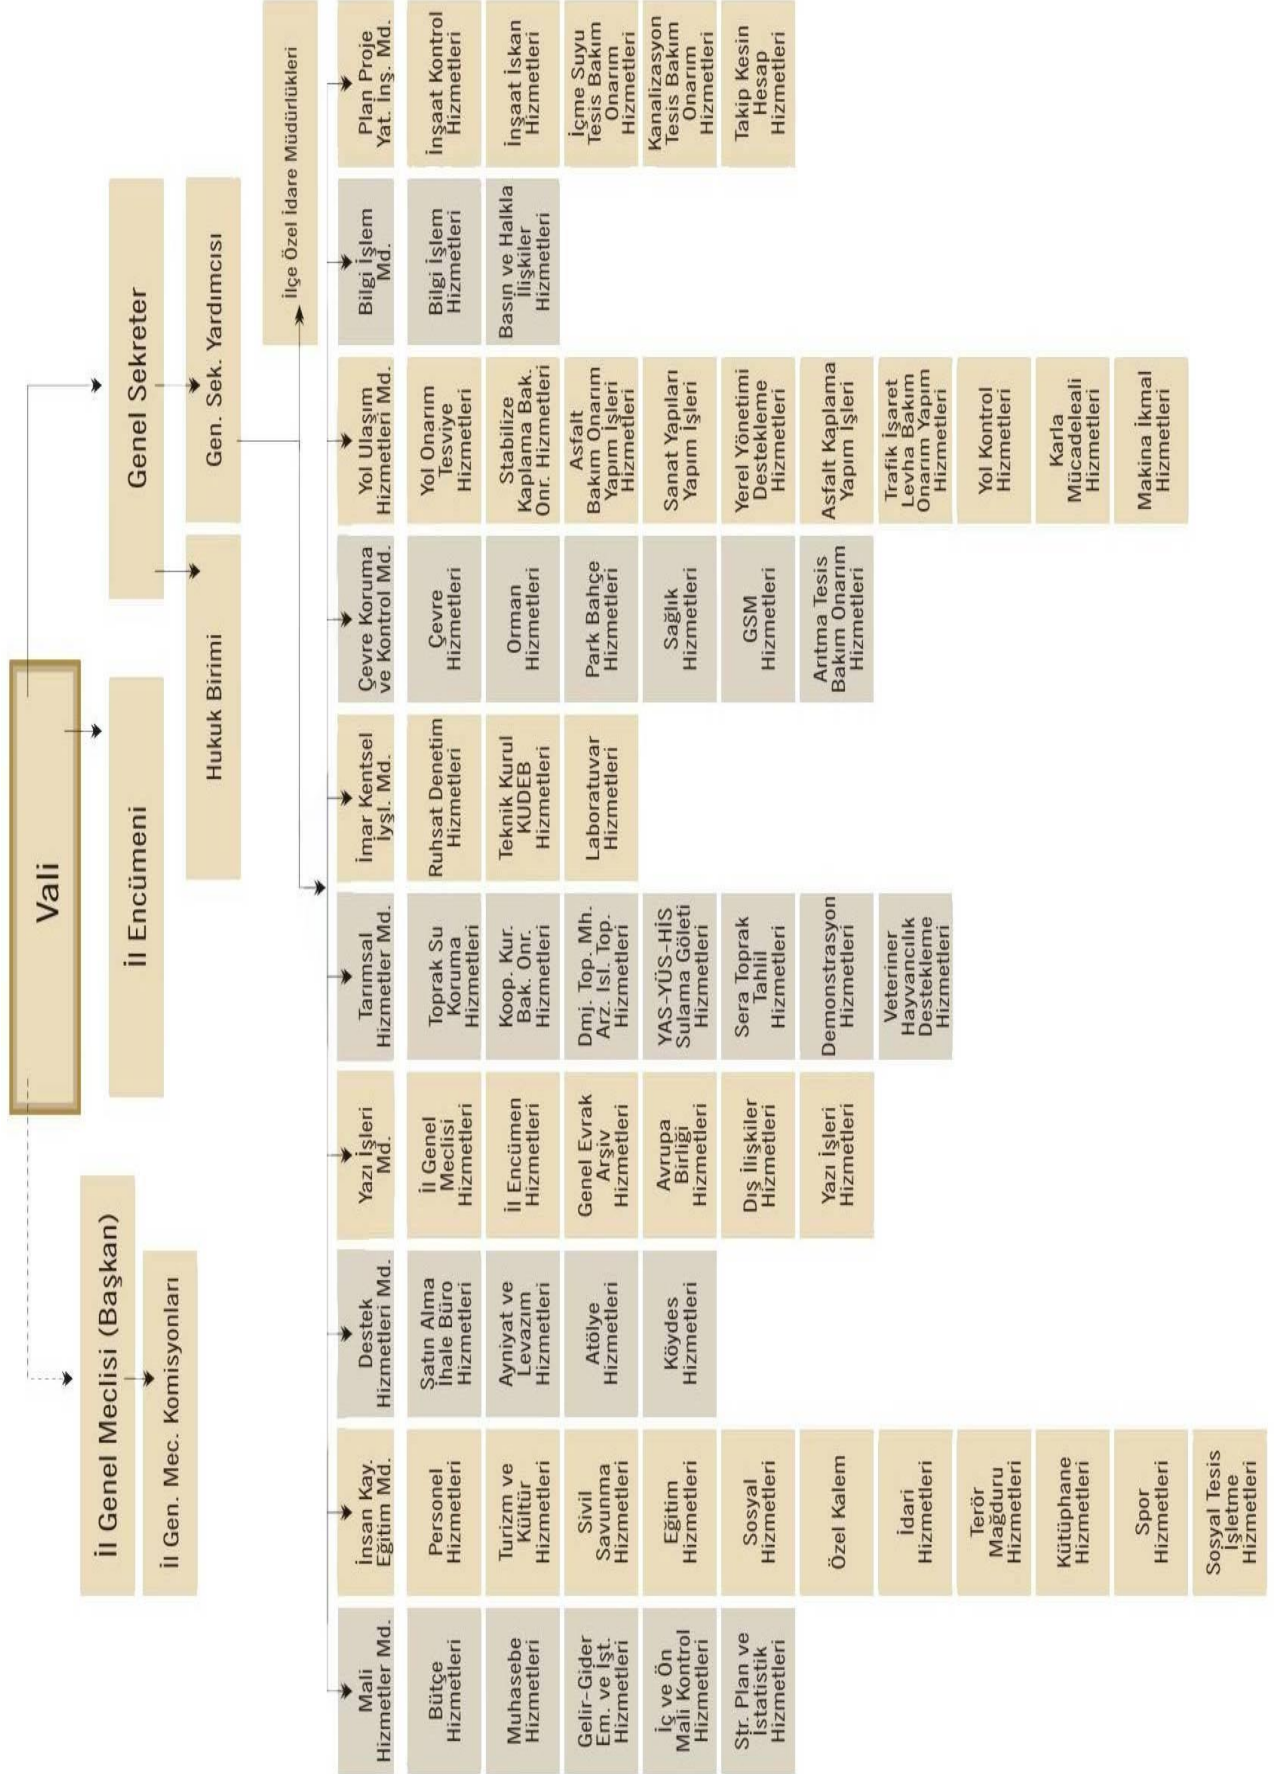 Vali
İl Genel Meclisi (Başkan)
İl Gen. Mec. Komisyonları
İl Encümeni
Genel Sekreter
Hukuk Birimi
Gen. Sek. Yardımcısı
İlçe Özel İdare Müdürlükleri
Mali
Hizmetler Md.
Bütçe
Hizmetleri
Muhasebe
Hizmetleri
Gelir-Gider
Em. ve İşt.
Hizmetleri
İç ve Ön
Mali Kontrol
Hizmetleri
Str. Plan ve
İstatistik
Hizmetleri
İnsan Kay.
Eğitim Md.
Personel
Hizmetleri
Turizm ve
Kültür
Hizmetleri
Sivil
Savunma
Hizmetleri
Eğitim
Hizmetleri
Sosyal
Hizmetleri
Özel Kalem
İdari
Hizmetleri
Terör
Mağduru
Hizmetleri
Kütüphane
Hizmetleri
Spor
Hizmetleri
Sosyal Tesis
İşletme
Hizmetleri
Destek
Hizmetleri Md.
Satın Alma
İhale Büro
Hizmetleri
Ayniyat ve
Levazım
Hizmetleri
Atölye
Hizmetleri
Köydes
Hizmetleri
Yazı İşleri
Md.
İl Genel
Meclisi
Hizmetleri
İl Encümen
Hizmetleri
Genel Evrak
Arşiv
Hizmetleri
Avrupa
Birliği
Hizmetleri
Dış İlişkiler
Hizmetleri
Yazı İşleri
Hizmetleri
Tarımsal
Hizmetler Md.
Toprak Su
Koruma
Hizmetleri
Koop. Kur.
Bak. Onr.
Hizmetleri
Dmj. Top. Mh.
Arz. Isl. Top.
Hizmetleri
YAS-YÜS-HİS
Sulama Göleti
Hizmetleri
Sera Toprak
Tahlil
Hizmetleri
Demonstrasyon
Hizmetleri
Veteriner
Hayvancılık
Destekleme
Hizmetleri
İmar Kentsel
İyşl. Md.
Ruhsat Denetim
Hizmetleri
Teknik Kurul
KUDEB
Hizmetleri
Laboratuvar
Hizmetleri
Çevre Koruma
ve Kontrol Md.
Çevre
Hizmetleri
Orman
Hizmetleri
Park Bahçe
Hizmetleri
Sağlık
Hizmetleri
GSM
Hizmetleri
Arıtma Tesis
Bakım Onarım
Hizmetleri
Yol Ulaşım
Hizmetleri Md.
Yol Onarım
Tesviye
Hizmetleri
Stabilize
Kaplama Bak.
Onr. Hizmetleri
Asfalt
Bakım Onarım
Yapım İşleri
Hizmetleri
Sanat Yapıları
Yapım İşleri
Yerel Yönetimi
Destekleme
Hizmetleri
Asfalt Kaplama
Yapım İşleri
Trafik İşaret
Levha Bakım
Onarım Yapım
Hizmetleri
Yol Kontrol
Hizmetleri
Karla
Mücadeleali
Hizmetleri
Makina İkmal
Hizmetleri
Bilgi İşlem
Md.
Bilgi İşlem
Hizmetleri
Basın ve Halkla
İlişkiler
Hizmetleri
Plan Proje
Yat. İnş. Md.
İnşaat Kontrol
Hizmetleri
İnşaat İskan
Hizmetleri
İçme Suyu
Tesis Bakım
Onarım
Hizmetleri
Kanalizasyon
Tesis Bakım
Onarım
Hizmetleri
Takip Kesin
Hesap
Hizmetleri